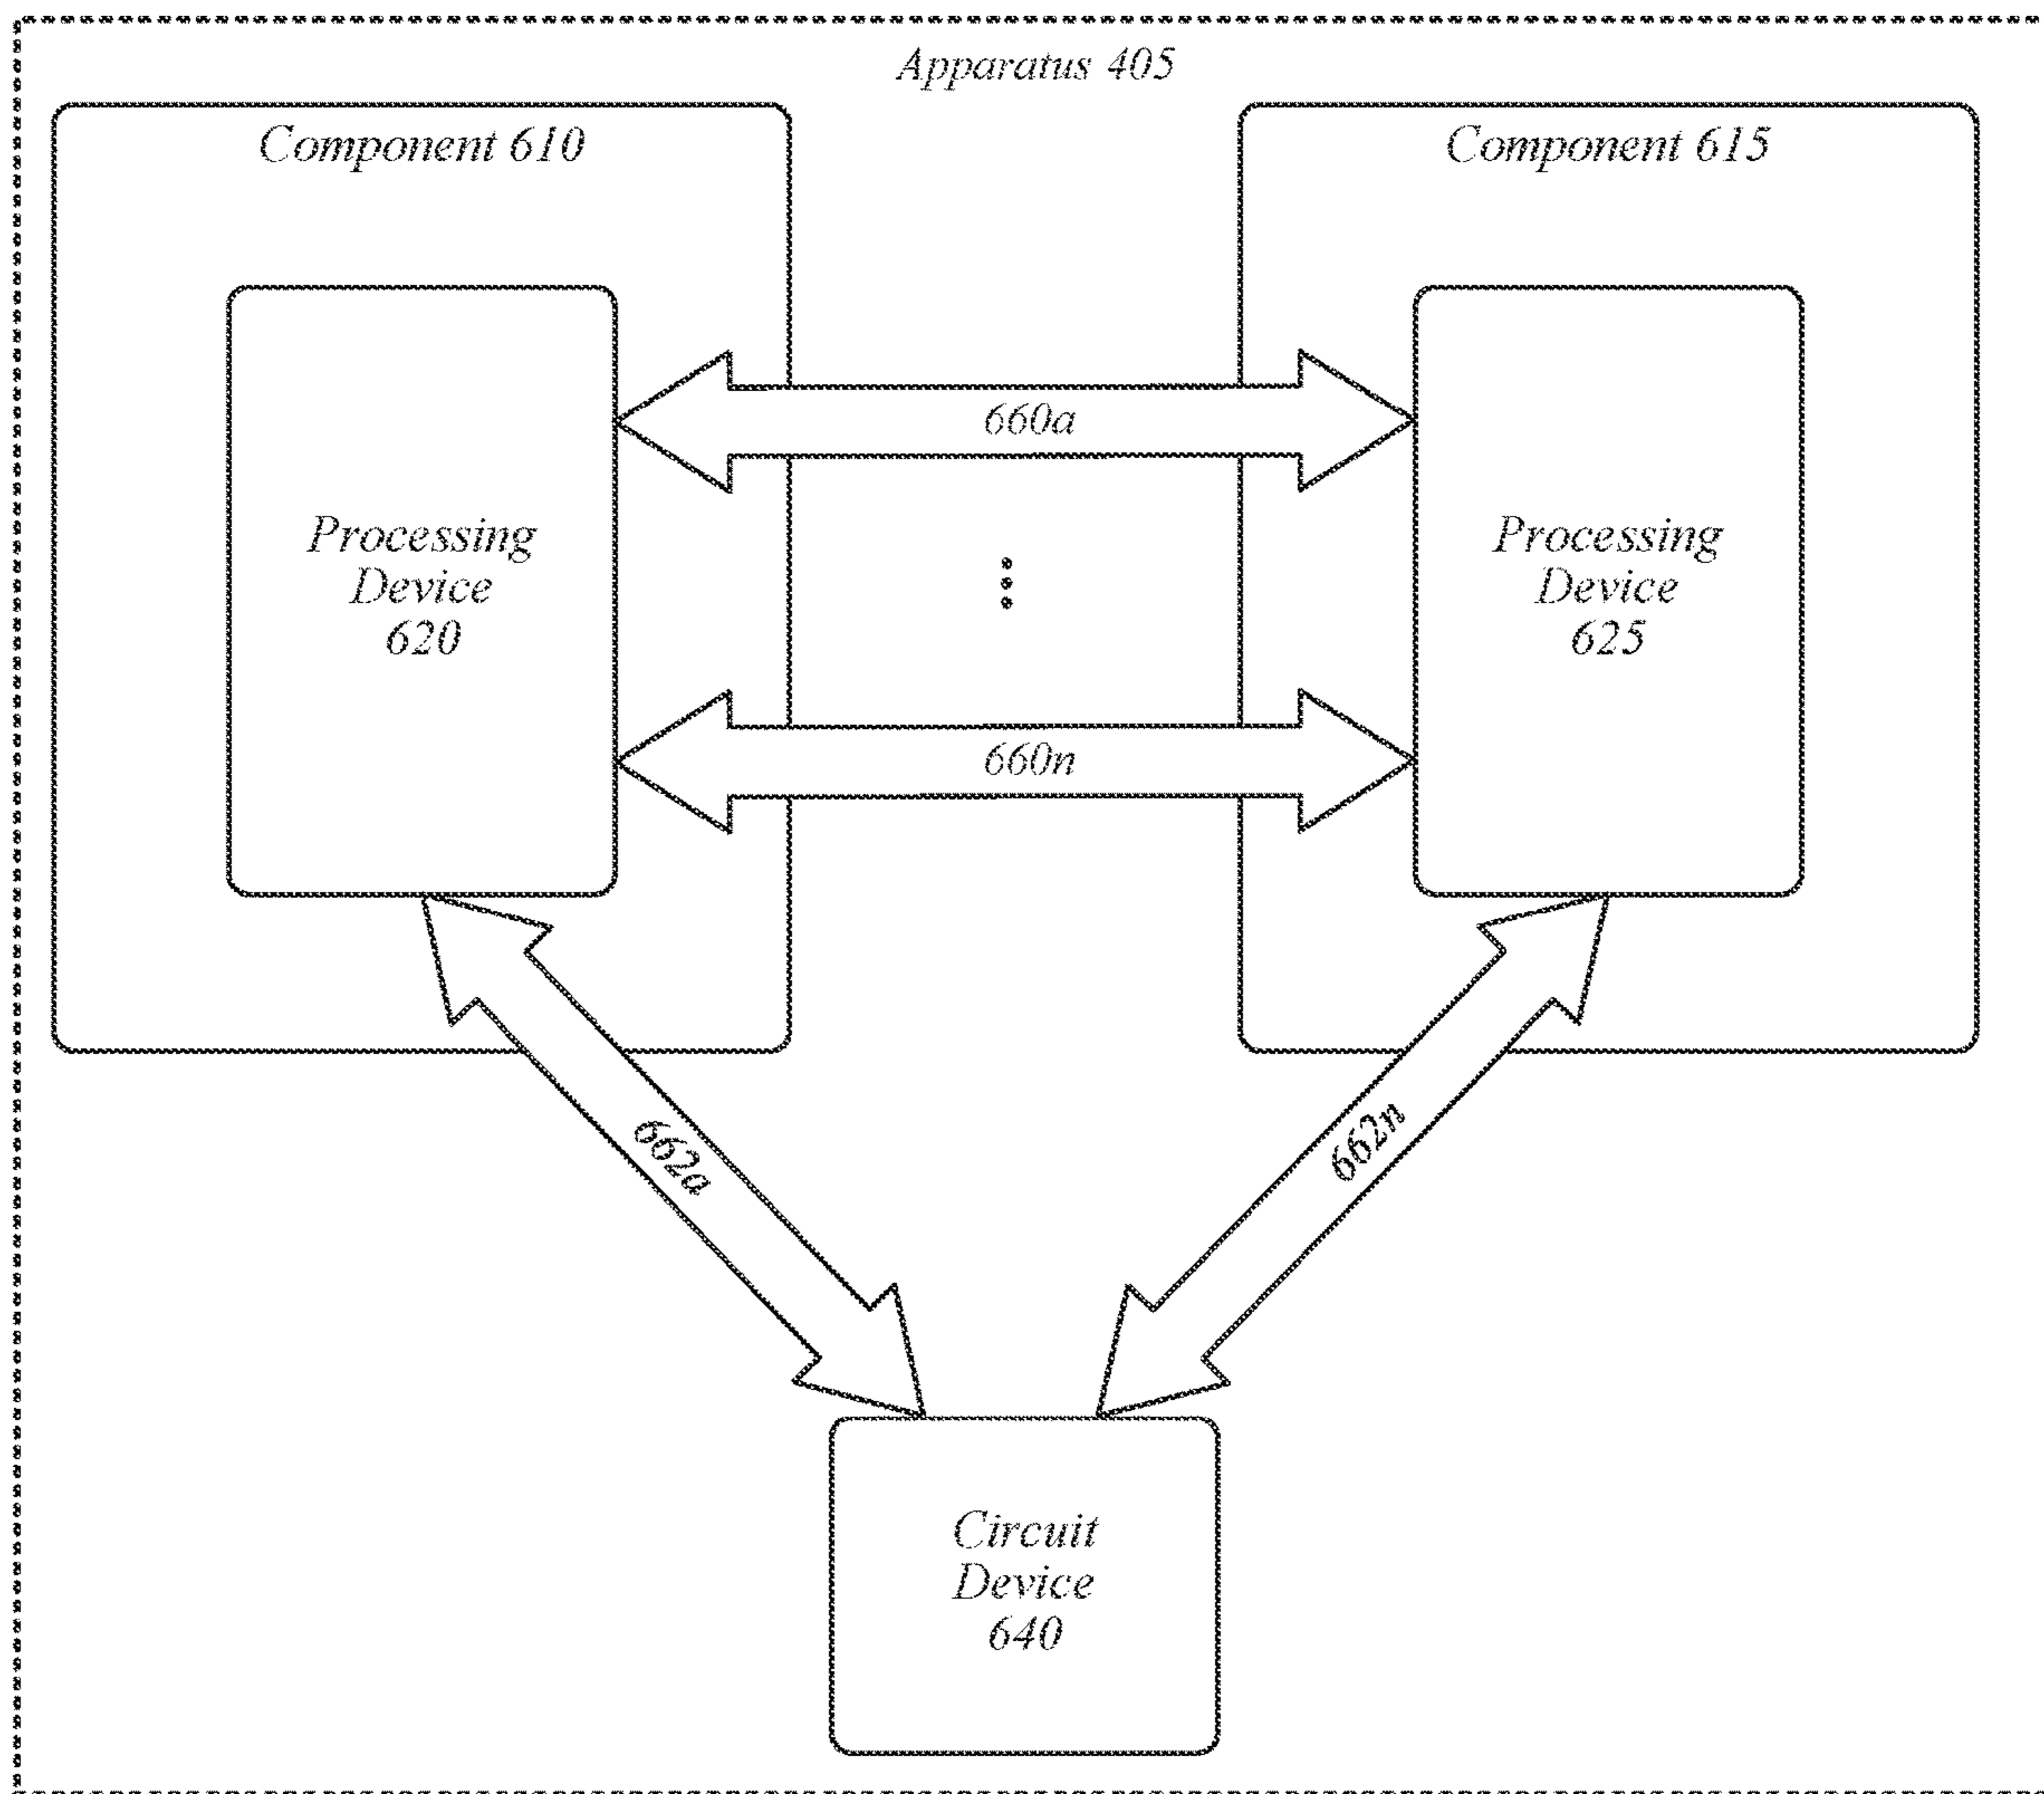 Apparatus 405
Component 610
Component 615
660a
Processing
Device
620
Processing
Device
625
660n
662a
662n
Circuit
Device
640